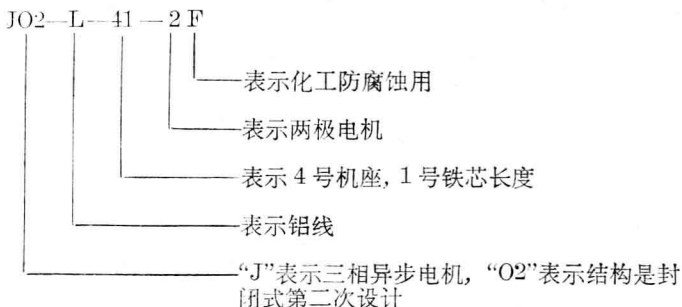 JO2—L—41—2F
表示化工防腐蚀用
表示两极电机
表示4号机座, 1号铁芯长度
表示铝线
“J”表示三相异步电机, “O2”表示结构是封
闭式第二次设计